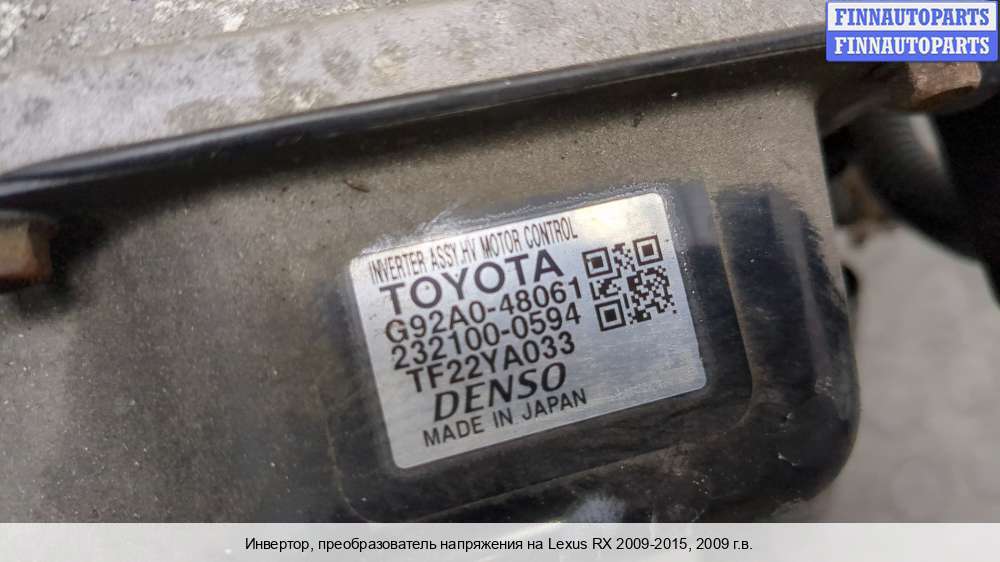 FINNAUTOPARTS
FINNAUTOPARTS
INVERTER ASSY,HV MOTOR CONTROL
TOYOTA
G92A0-48061
232100-0594
TF22YA033
DENSO
MADE IN JAPAN
Инвертор, преобразователь напряжения на Lexus RX 2009-2015, 2009 г.в.